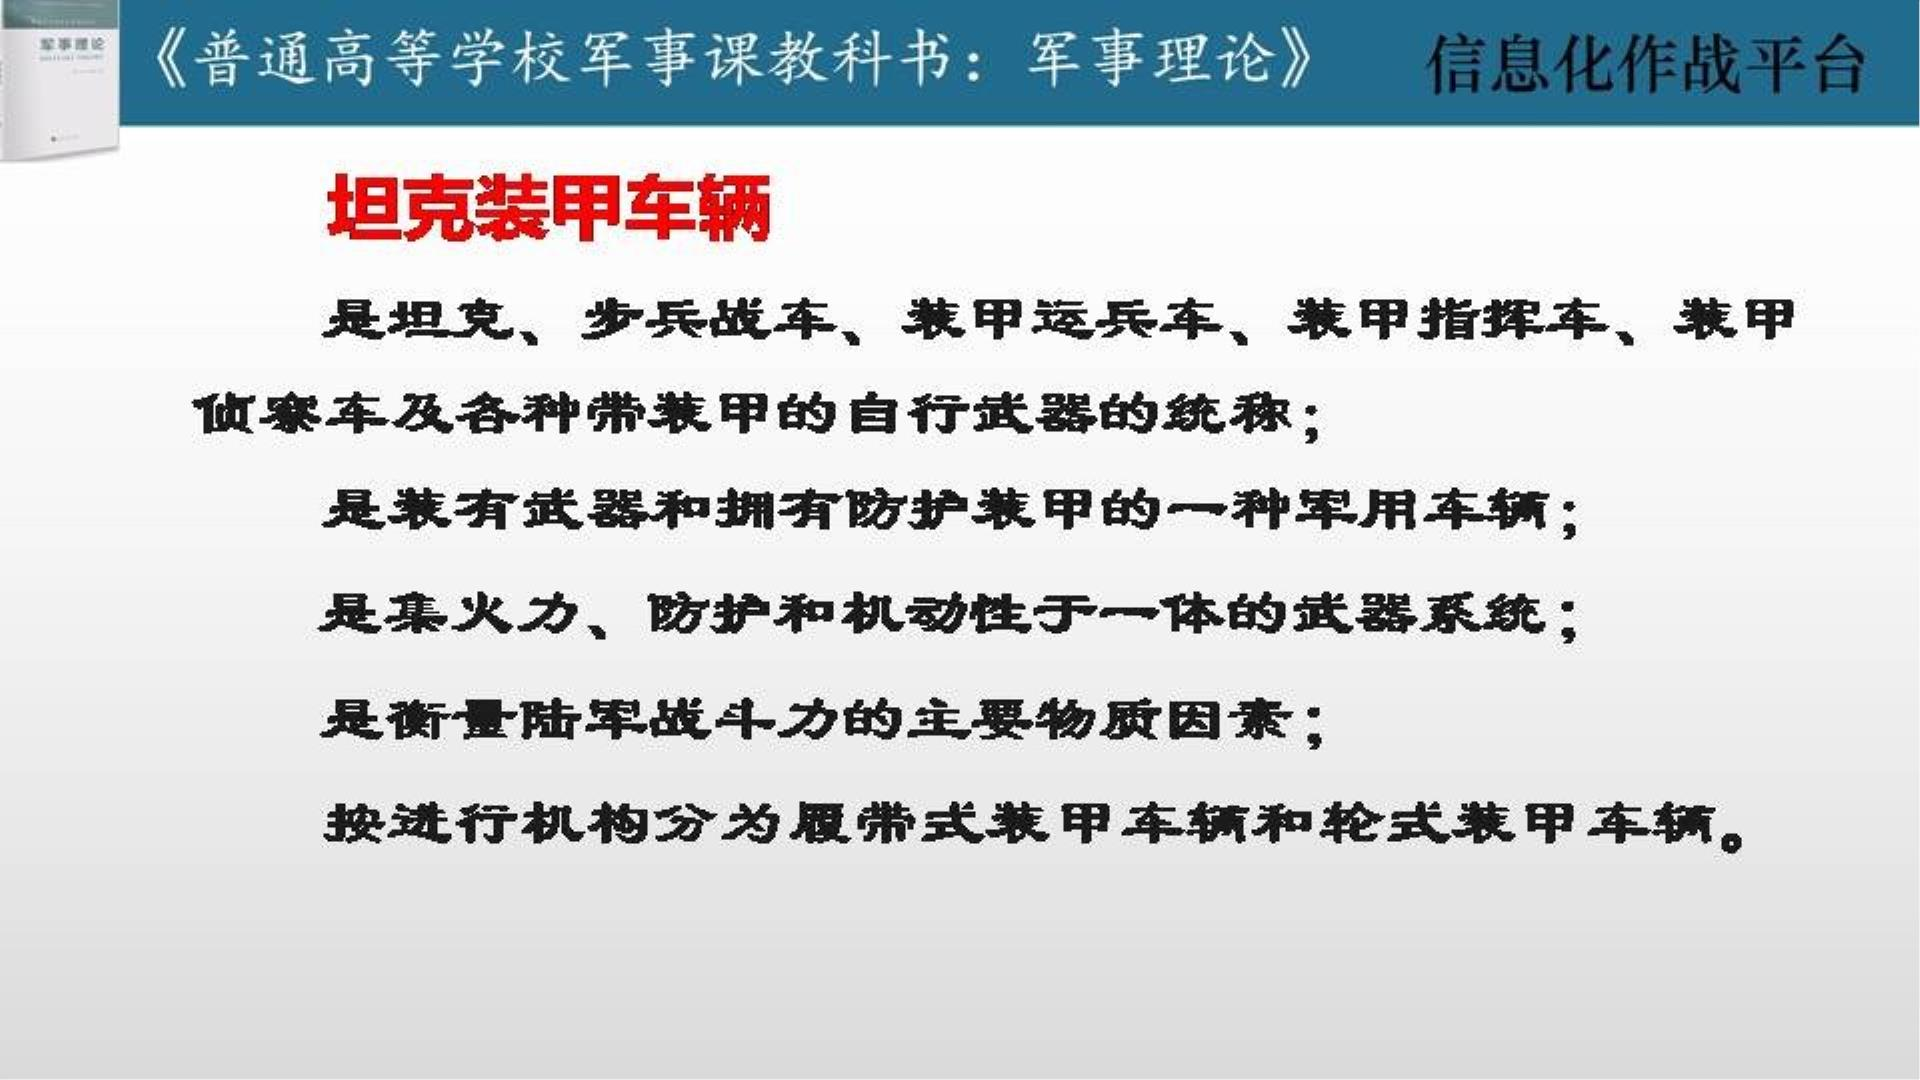 军事理论
《普通高等学校军事课教科书：军事理论》
信息化作战平台
坦克装甲车辆
是坦克、步兵战车、装甲运兵车、装甲指挥车、装甲
侦察车及各种带装甲的自行武器的统称；
是装有武器和拥有防护装甲的一种军用车辆；
是集火力、防护和机动性于一体的武器系统；
是衡量陆军战斗力的主要物质因素；
按进行机构分为履带式装甲车辆和轮式装甲车辆。